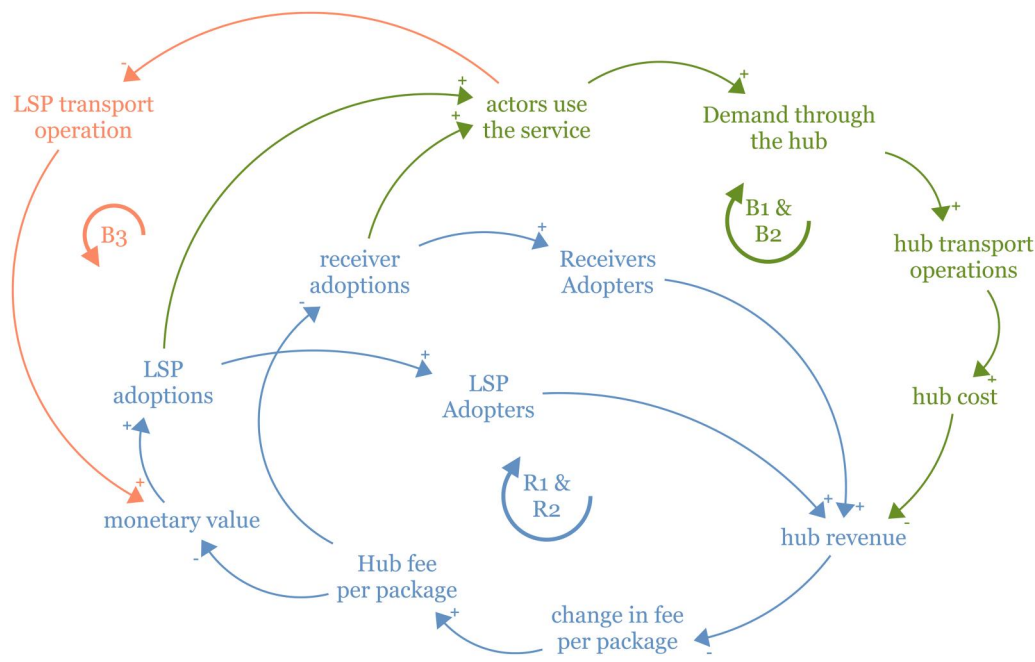 LSP transport
operation
actors use
the service
Demand through
the hub
B3
B1 &
B2
receiver
adoptions
Receivers
Adopters
hub transport
operations
LSP
adoptions
LSP
Adopters
hub cost
R1 &
R2
monetary value
hub revenue
Hub fee
per package
change in fee
per package
-
+
+
+
+
+
-
+
+
+
+
+
+
-
-
+
-